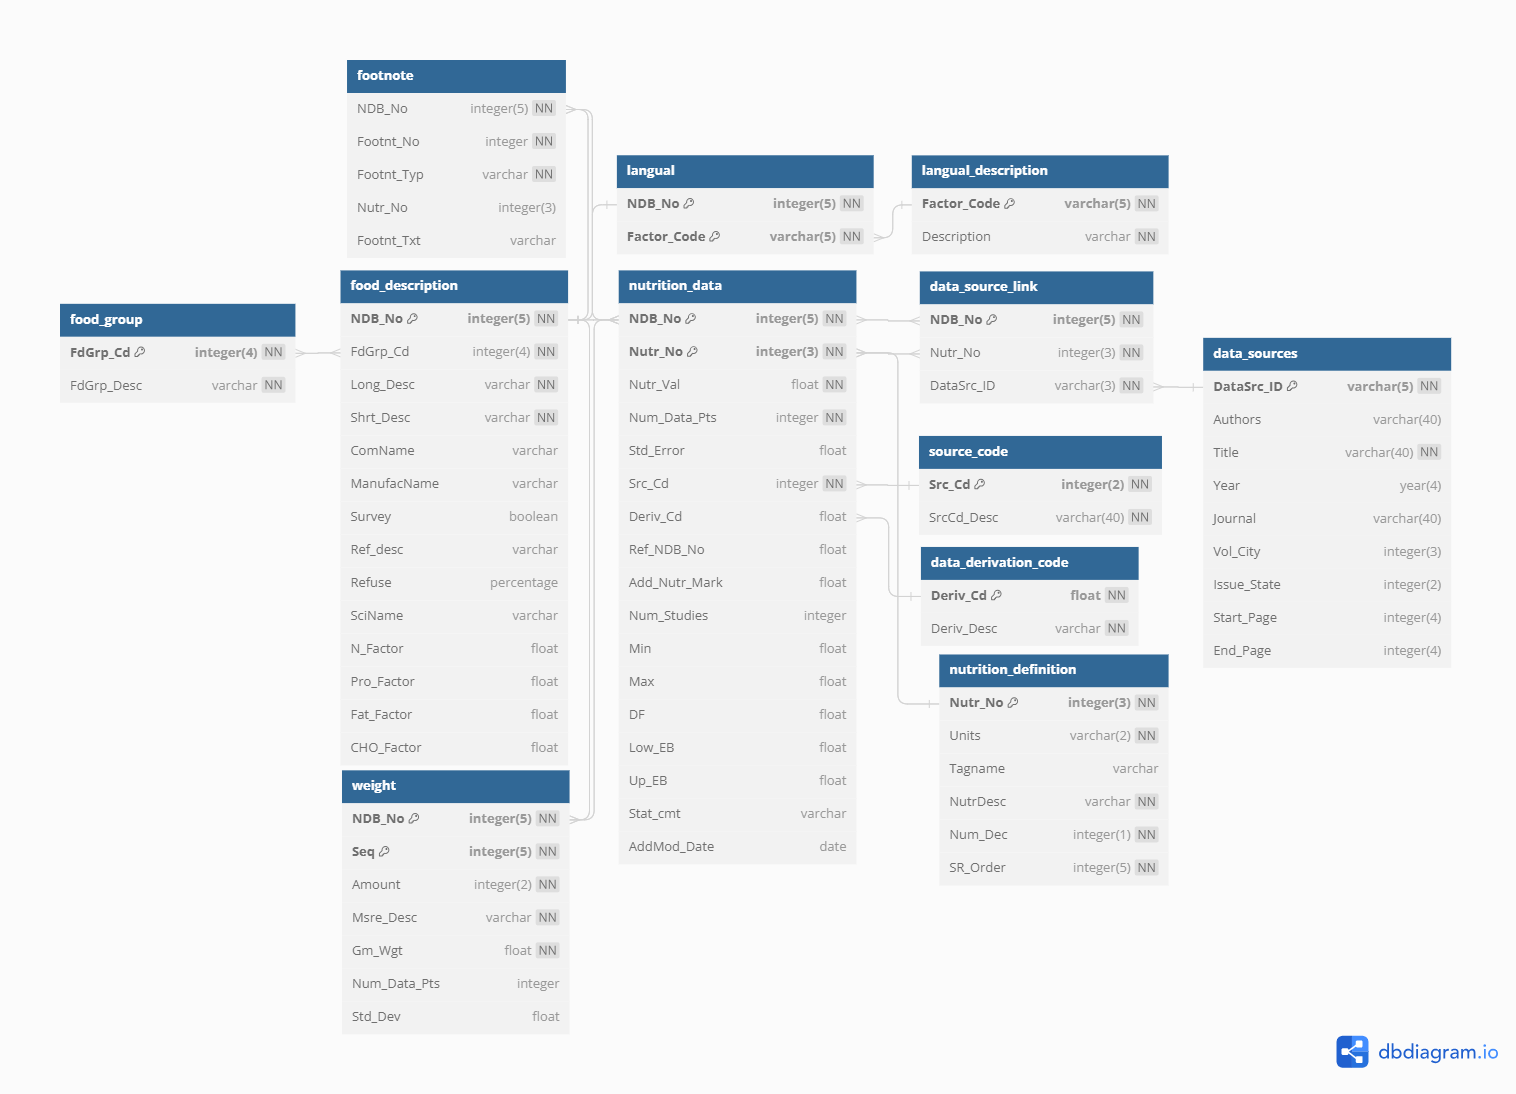 footnote
NDB_No integer(5) NN
Footnt_No integer NN
Footnt_Typ varchar NN
Nutr_No integer(3)
Footnt_Txt varchar
langual
NDB_No integer(5) NN
Factor_Code varchar(5) NN
langual_description
Factor_Code varchar(5) NN
Description varchar NN
food_group
FdGrp_Cd integer(4) NN
FdGrp_Desc varchar NN
food_description
NDB_No integer(5) NN
FdGrp_Cd integer(4) NN
Long_Desc varchar NN
Shrt_Desc varchar NN
ComName varchar
ManufacName varchar
Survey boolean
Ref_desc varchar
Refuse percentage
SciName varchar
N_Factor float
Pro_Factor float
Fat_Factor float
CHO_Factor float
nutrition_data
NDB_No integer(5) NN
Nutr_No integer(3) NN
Nutr_Val float NN
Num_Data_Pts integer NN
Std_Error float
Src_Cd integer NN
Deriv_Cd float
Ref_NDB_No float
Add_Nutr_Mark float
Num_Studies integer
Min float
Max float
DF float
Low_EB float
Up_EB float
Stat_cmt varchar
AddMod_Date date
data_source_link
NDB_No integer(5) NN
Nutr_No integer(3) NN
DataSrc_ID varchar(3) NN
data_sources
DataSrc_ID varchar(5) NN
Authors varchar(40)
Title varchar(40) NN
Year year(4)
Journal varchar(40)
Vol_City integer(3)
Issue_State integer(2)
Start_Page integer(4)
End_Page integer(4)
source_code
Src_Cd integer(2) NN
SrcCd_Desc varchar(40) NN
data_derivation_code
Deriv_Cd float NN
Deriv_Desc varchar NN
nutrition_definition
Nutr_No integer(3) NN
Units varchar(2) NN
Tagname varchar
NutrDesc varchar NN
Num_Dec integer(1) NN
SR_Order integer(5) NN
weight
NDB_No integer(5) NN
Seq integer(5) NN
Amount integer(2) NN
Msre_Desc varchar NN
Gm_Wgt float NN
Num_Data_Pts integer
Std_Dev float
dbdiagram.io